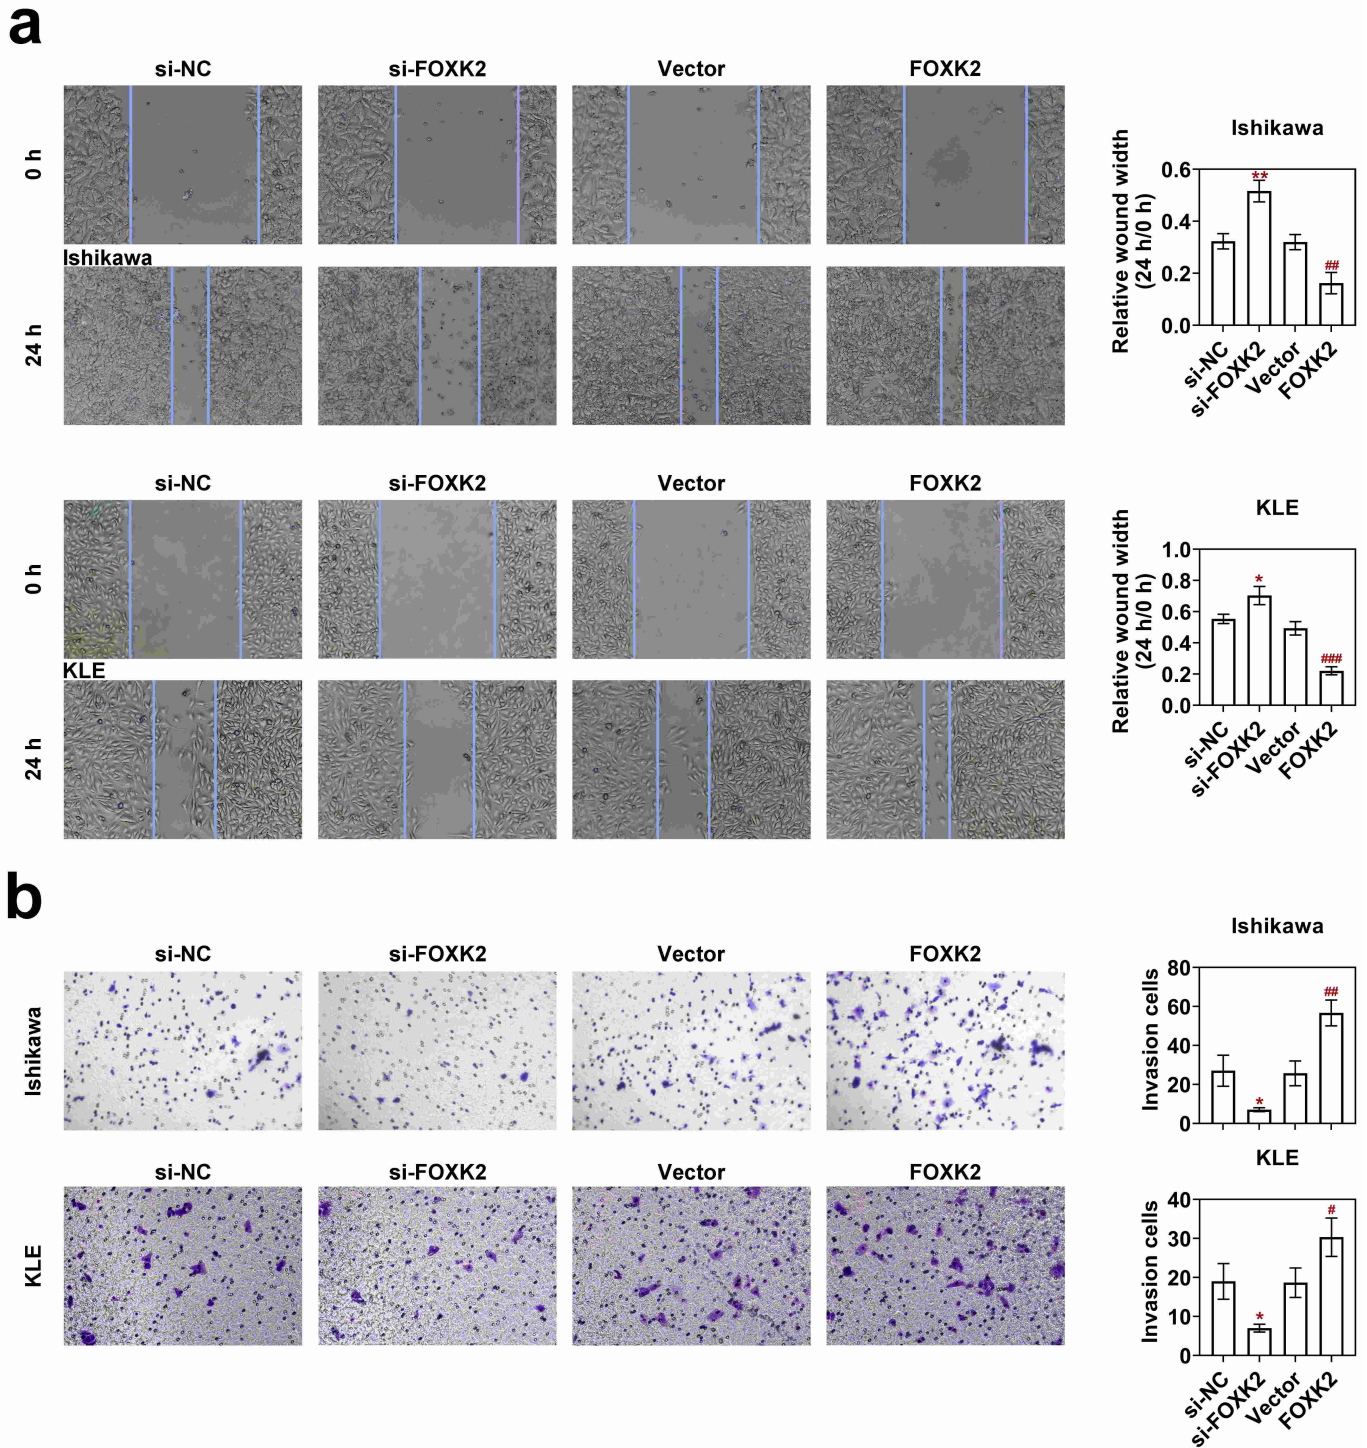 a
si-NC si-FOXK2 Vector FOXK2
0 h
Ishikawa
24 h
Ishikawa
Relative wound width
(24 h/0 h)
0.6
0.4
0.2
0.0
**
##
si-NC
si-FOXK2
Vector
FOXK2
si-NC si-FOXK2 Vector FOXK2
0 h
KLE
24 h
KLE
Relative wound width
(24 h/0 h)
1.0
0.8
0.6
0.4
0.2
0.0
*
###
si-NC
si-FOXK2
Vector
FOXK2
b
si-NC si-FOXK2 Vector FOXK2
Ishikawa
Ishikawa
Invasion cells
80
60
40
20
0
*
##
si-NC si-FOXK2 Vector FOXK2
KLE
KLE
Invasion cells
40
30
20
10
0
*
#
si-NC
si-FOXK2
Vector
FOXK2